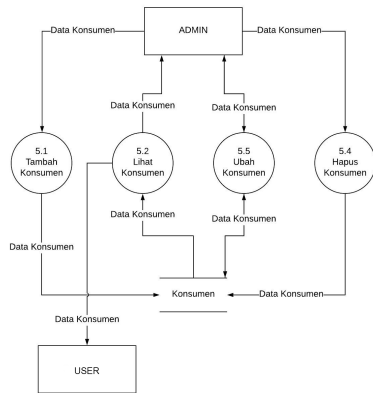 ADMIN
Data Konsumen
Data Konsumen
Data Konsumen
Data Konsumen
5.1
Tambah
Konsumen
5.2
Lihat
Konsumen
5.5
Ubah
Konsumen
5.4
Hapus
Konsumen
Data Konsumen
Data Konsumen
Data Konsumen
Konsumen
Data Konsumen
Data Konsumen
USER